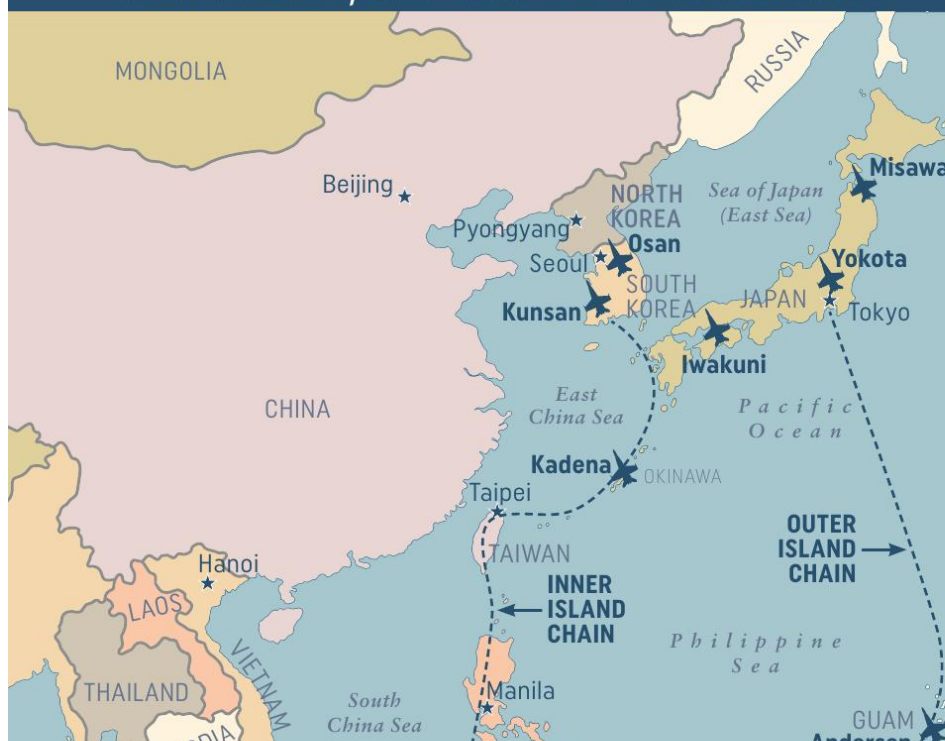 MONGOLIA
RUSSIA
Misawa
Beijing
NORTH
KOREA
Sea of Japan
(East Sea)
Pyongyang
Osan
Seoul
Yokota
SOUTH
KOREA
JAPAN
Kunsan
Tokyo
Iwakuni
East
China Sea
CHINA
Pacific
Ocean
Kadena
OKINAWA
Taipei
TAIWAN
OUTER
ISLAND
CHAIN
Hanoi
LAOS
INNER
ISLAND
CHAIN
VIETNAM
Philippine
Sea
THAILAND
Manila
South
China Sea
GUAM
Andersen